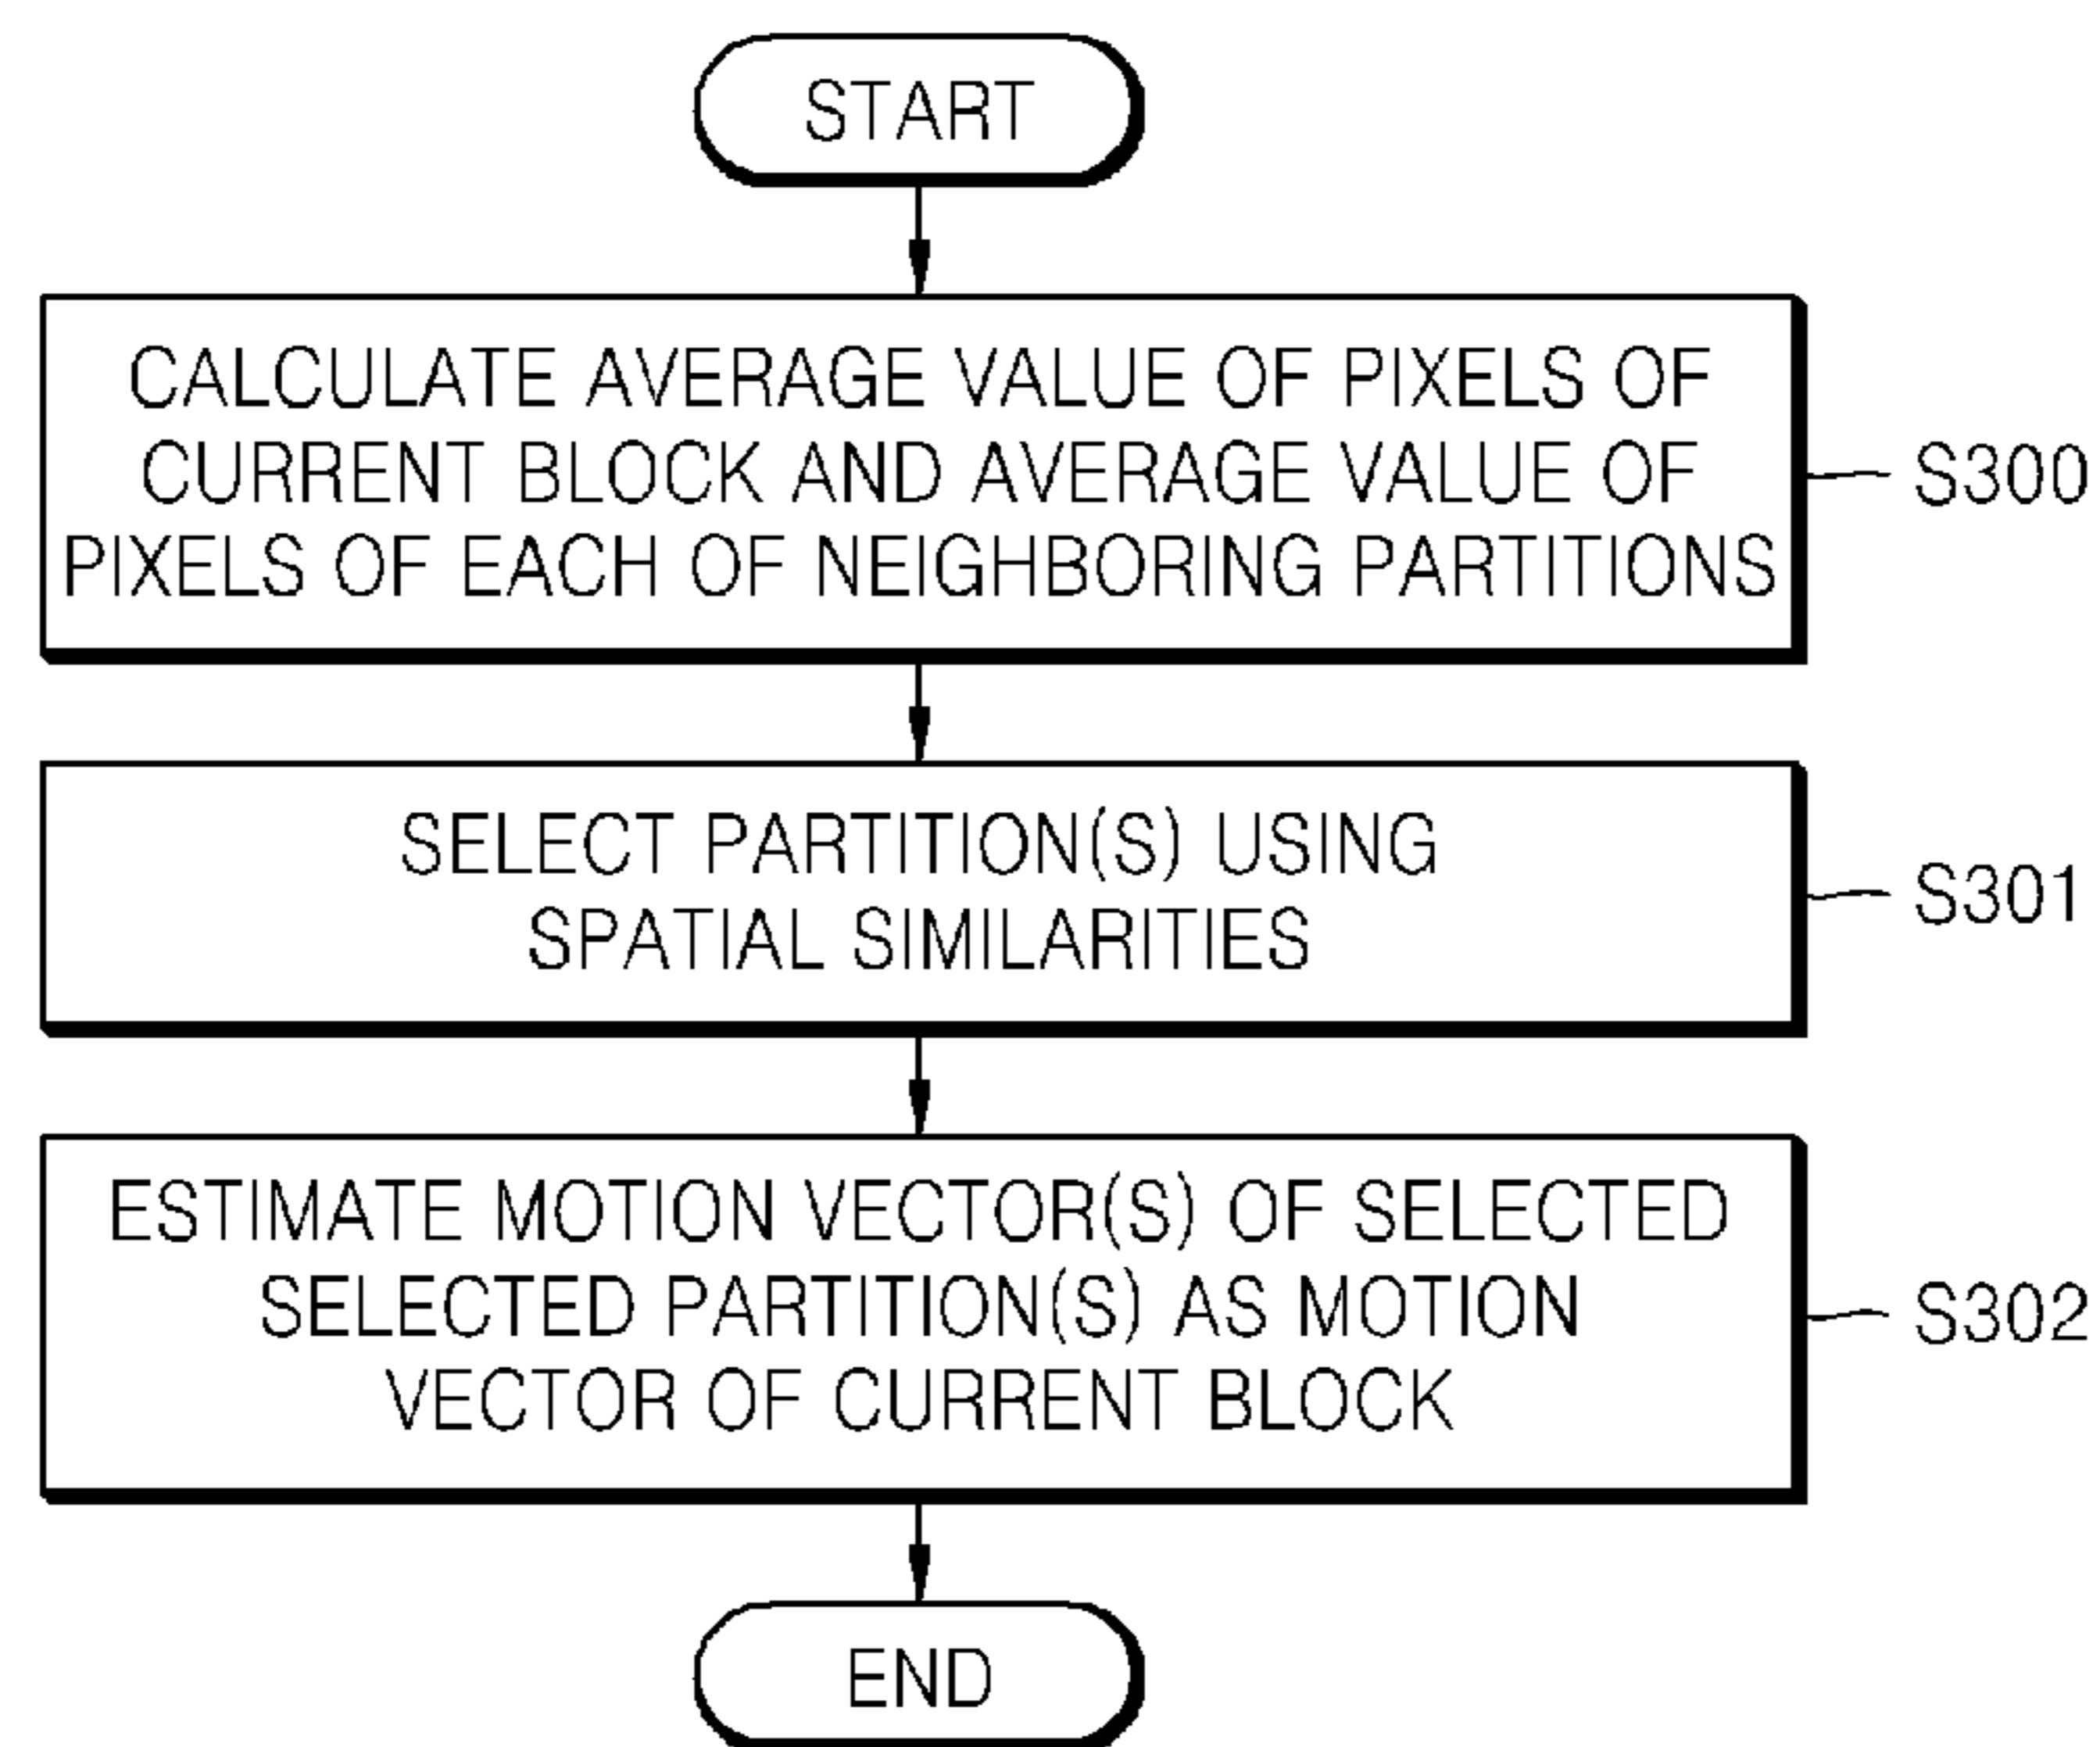 START
CALCULATE AVERAGE VALUE OF PIXELS OF
CURRENT BLOCK AND AVERAGE VALUE OF
PIXELS OF EACH OF NEIGHBORING PARTITIONS
S300
SELECT PARTITION(S) USING
SPATIAL SIMILARITIES
S301
ESTIMATE MOTION VECTOR(S) OF SELECTED
SELECTED PARTITION(S) AS MOTION
VECTOR OF CURRENT BLOCK
S302
END